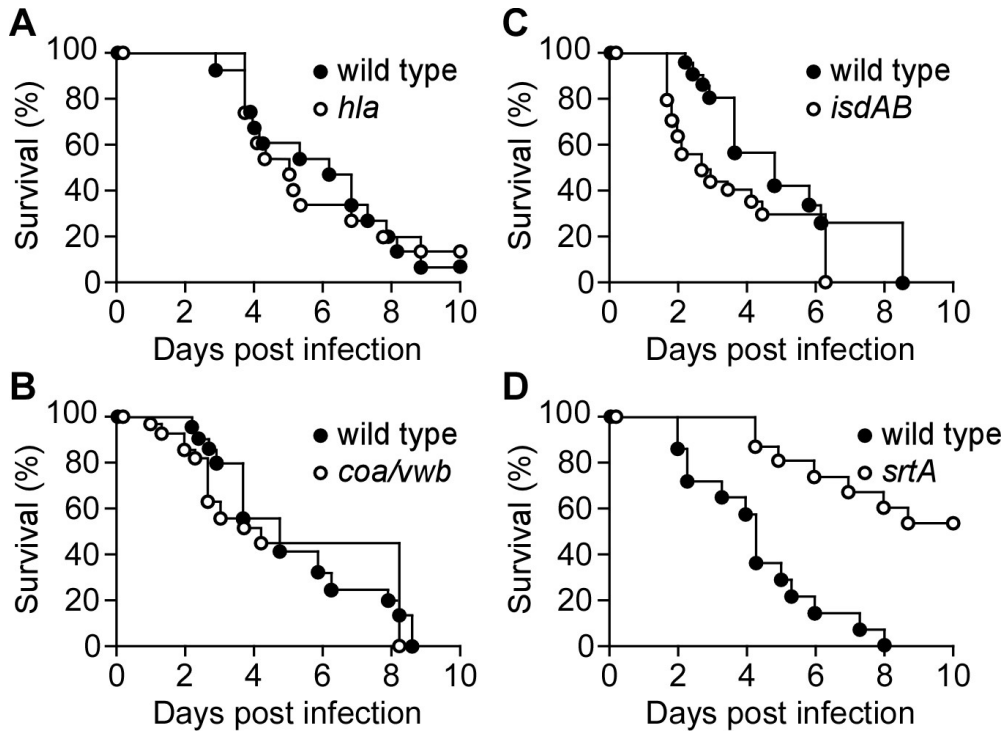 A
Survival (%)
100
80
60
40
20
0
0 2 4 6 8 10
Days post infection
wild type
hla
B
Survival (%)
100
80
60
40
20
0
0 2 4 6 8 10
Days post infection
wild type
coa/vwb
C
Survival (%)
100
80
60
40
20
0
0 2 4 6 8 10
Days post infection
wild type
isdAB
D
Survival (%)
100
80
60
40
20
0
0 2 4 6 8 10
Days post infection
wild type
srtA